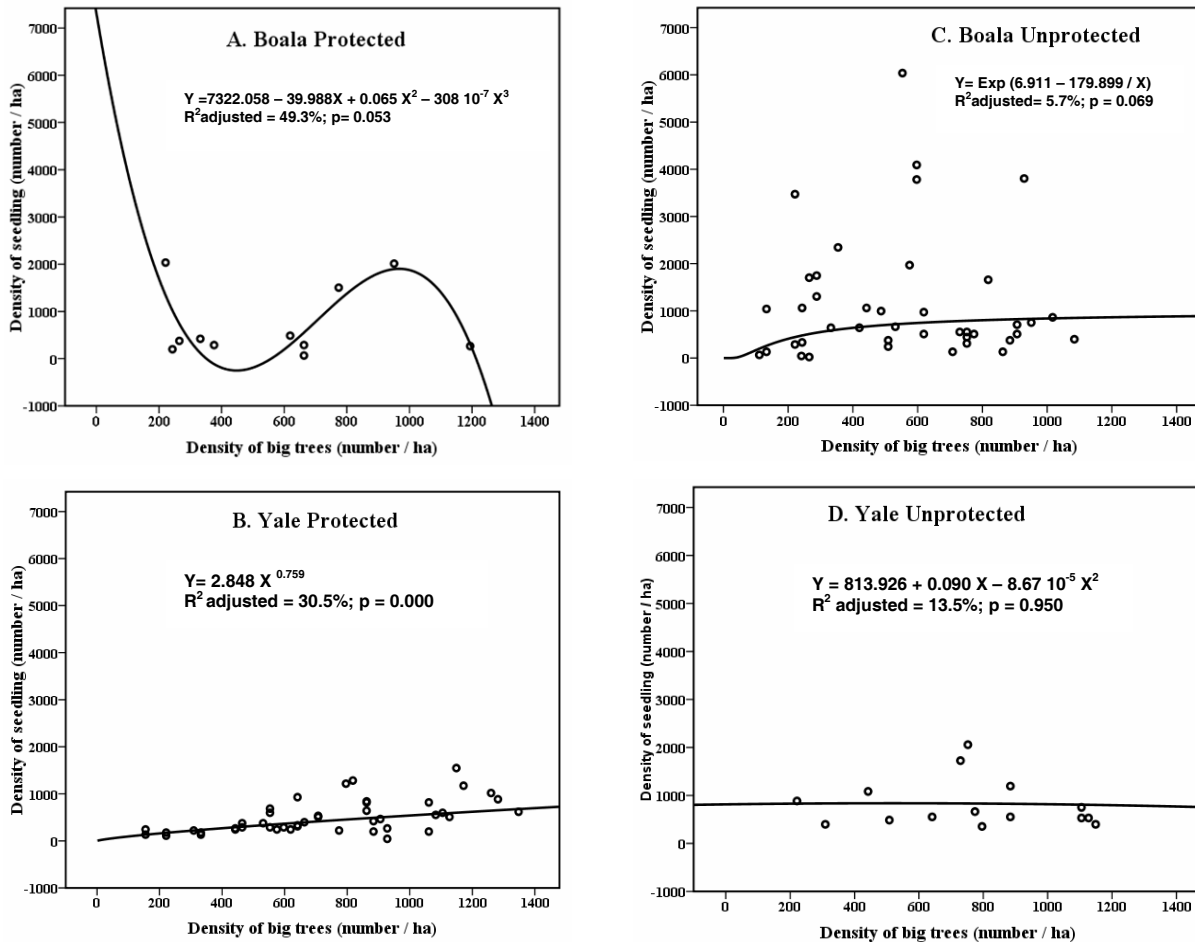 A. Boala Protected
Y =7322.058 – 39.988X + 0.065 X² – 308 10⁻⁷ X³
R²adjusted = 49.3%; p= 0.053
Density of seedling (number / ha)
7000
6000
5000
4000
3000
2000
1000
0
-1000
0 200 400 600 800 1000 1200 1400
Density of big trees (number / ha)
C. Boala Unprotected
Y= Exp (6.911 – 179.899 / X)
R²adjusted= 5.7%; p = 0.069
Density of seedling (number / ha)
7000
6000
5000
4000
3000
2000
1000
0
-1000
0 200 400 600 800 1000 1200 1400
Density of big trees (number / ha)
B. Yale Protected
Y= 2.848 X ⁰·⁷⁵⁹
R² adjusted = 30.5%; p = 0.000
Density of seedling (number / ha)
7000
6000
5000
4000
3000
2000
1000
0
-1000
0 200 400 600 800 1000 1200 1400
Density of big trees (number / ha)
D. Yale Unprotected
Y = 813.926 + 0.090 X – 8.67 10⁻⁵ X²
R² adjusted = 13.5%; p = 0.950
Density of seedling (number / ha)
7000
6000
5000
4000
3000
2000
1000
0
-1000
0 200 400 600 800 1000 1200 1400
Density of big trees (number / ha)